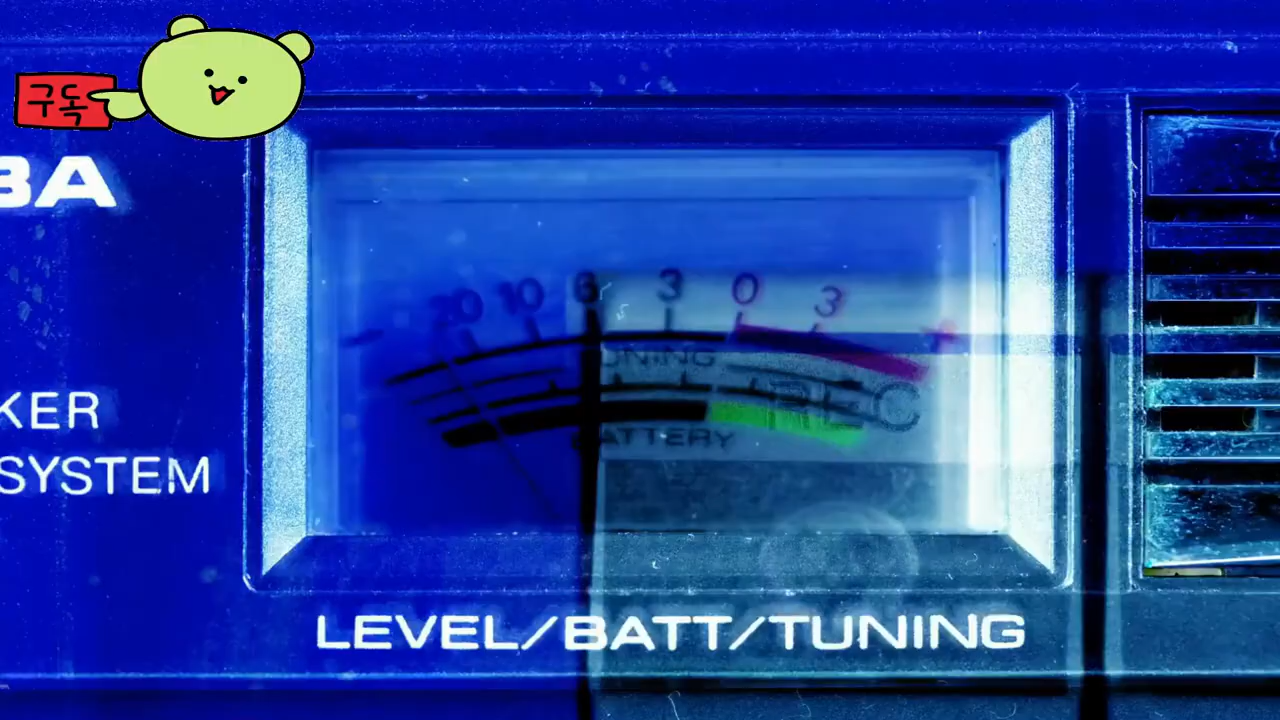 구독
BA
KER
SYSTEM
20 10 6 3 0 3 +
TUNING
REC
BATTERY
LEVEL/BATT/TUNING